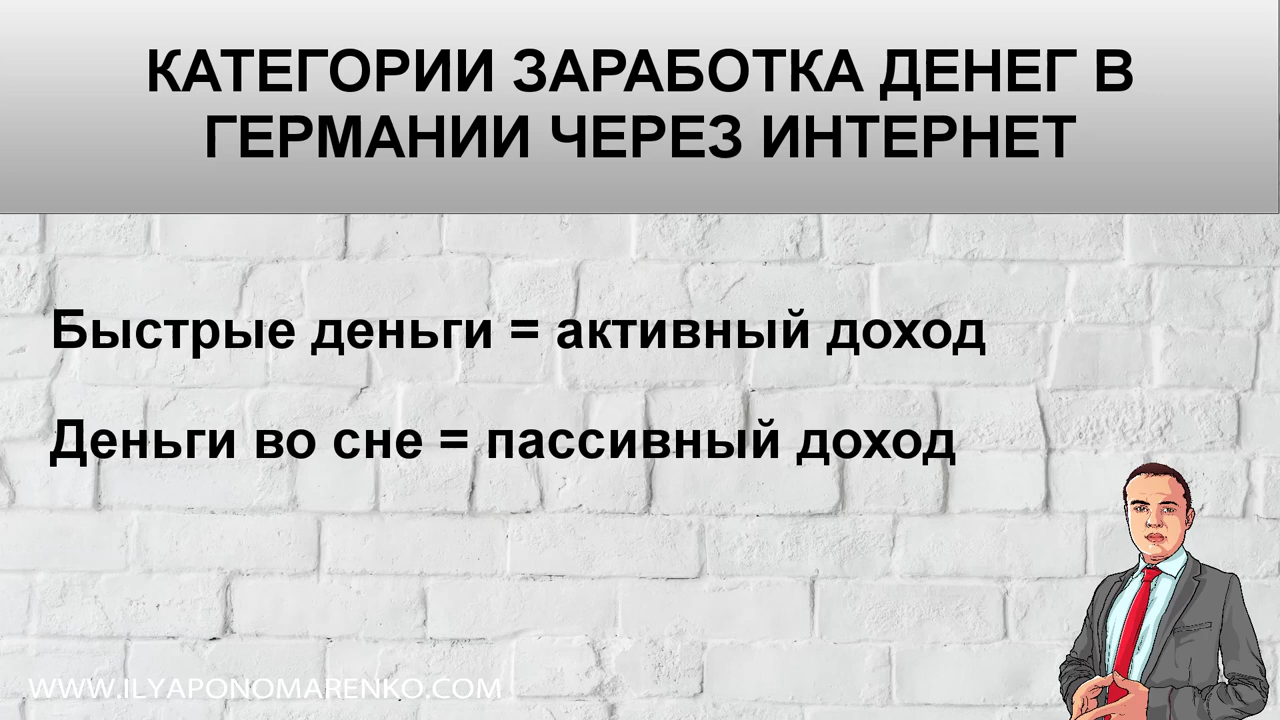 КАТЕГОРИИ ЗАРАБОТКА ДЕНЕГ В
ГЕРМАНИИ ЧЕРЕЗ ИНТЕРНЕТ
Быстрые деньги = активный доход
Деньги во сне = пассивный доход
WWW.ILYAPONOMARENKO.COM